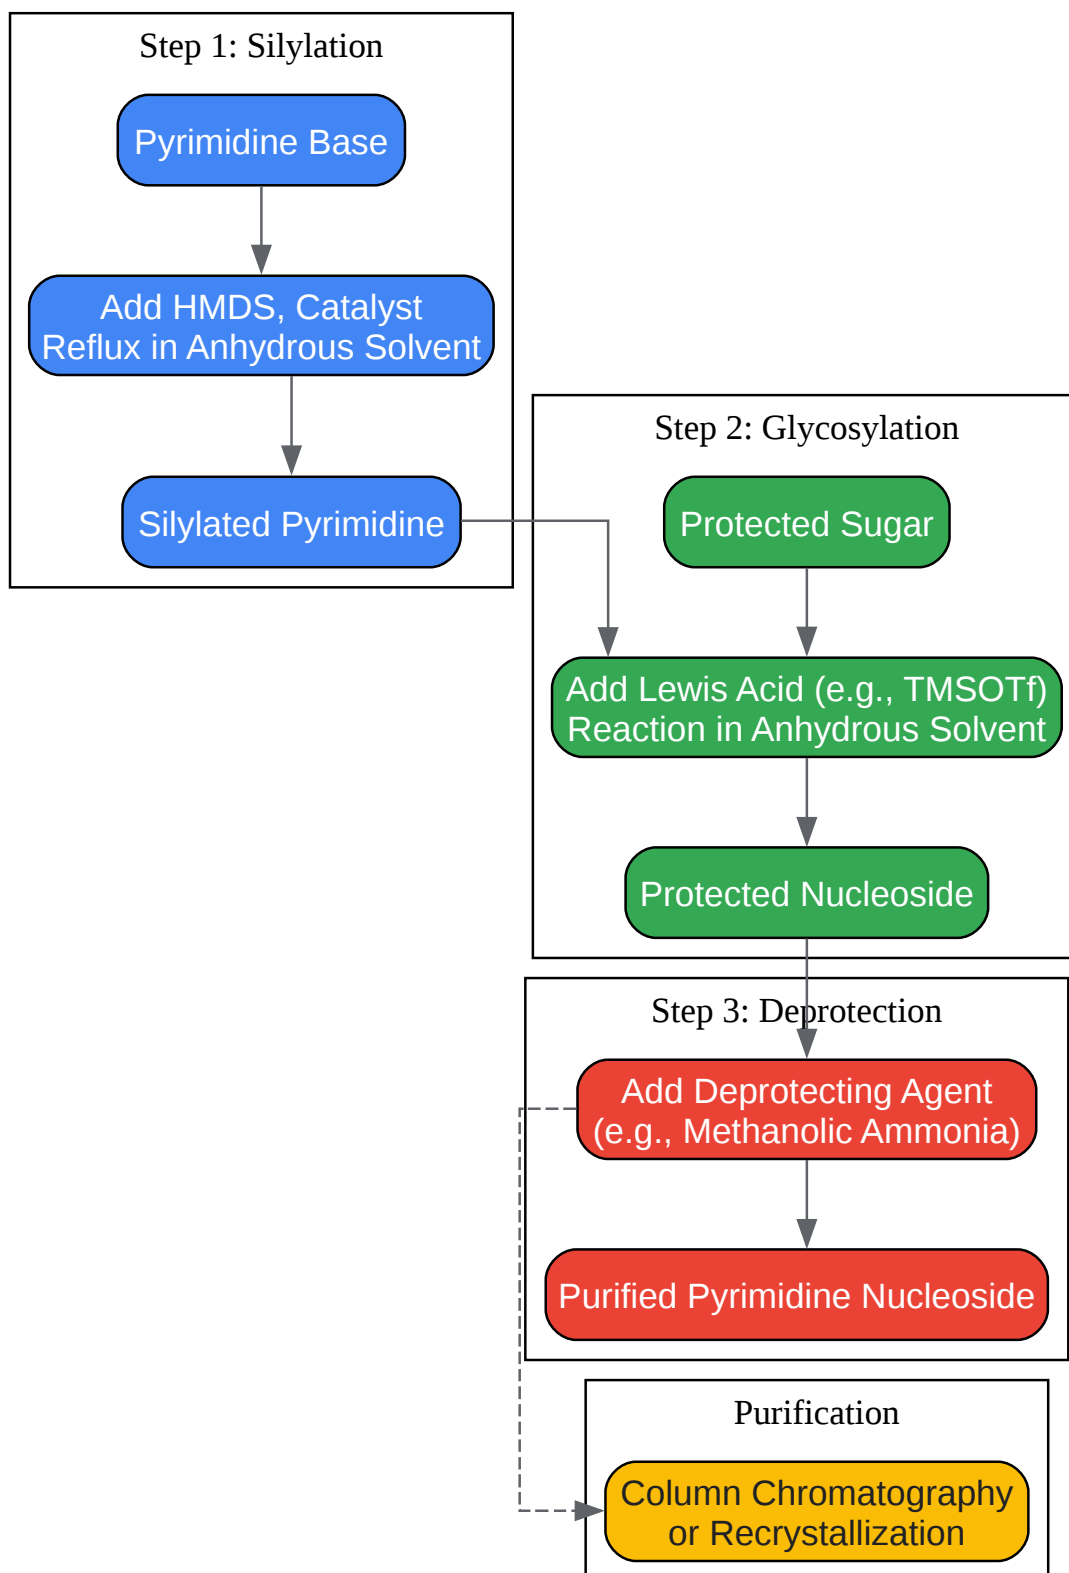 Step 1: Silylation
Pyrimidine Base
Add HMDS, Catalyst
Reflux in Anhydrous Solvent
Silylated Pyrimidine
Step 2: Glycosylation
Protected Sugar
Add Lewis Acid (e.g., TMSOTf)
Reaction in Anhydrous Solvent
Protected Nucleoside
Step 3: Deprotection
Add Deprotecting Agent
(e.g., Methanolic Ammonia)
Purified Pyrimidine Nucleoside
Purification
Column Chromatography
or Recrystallization